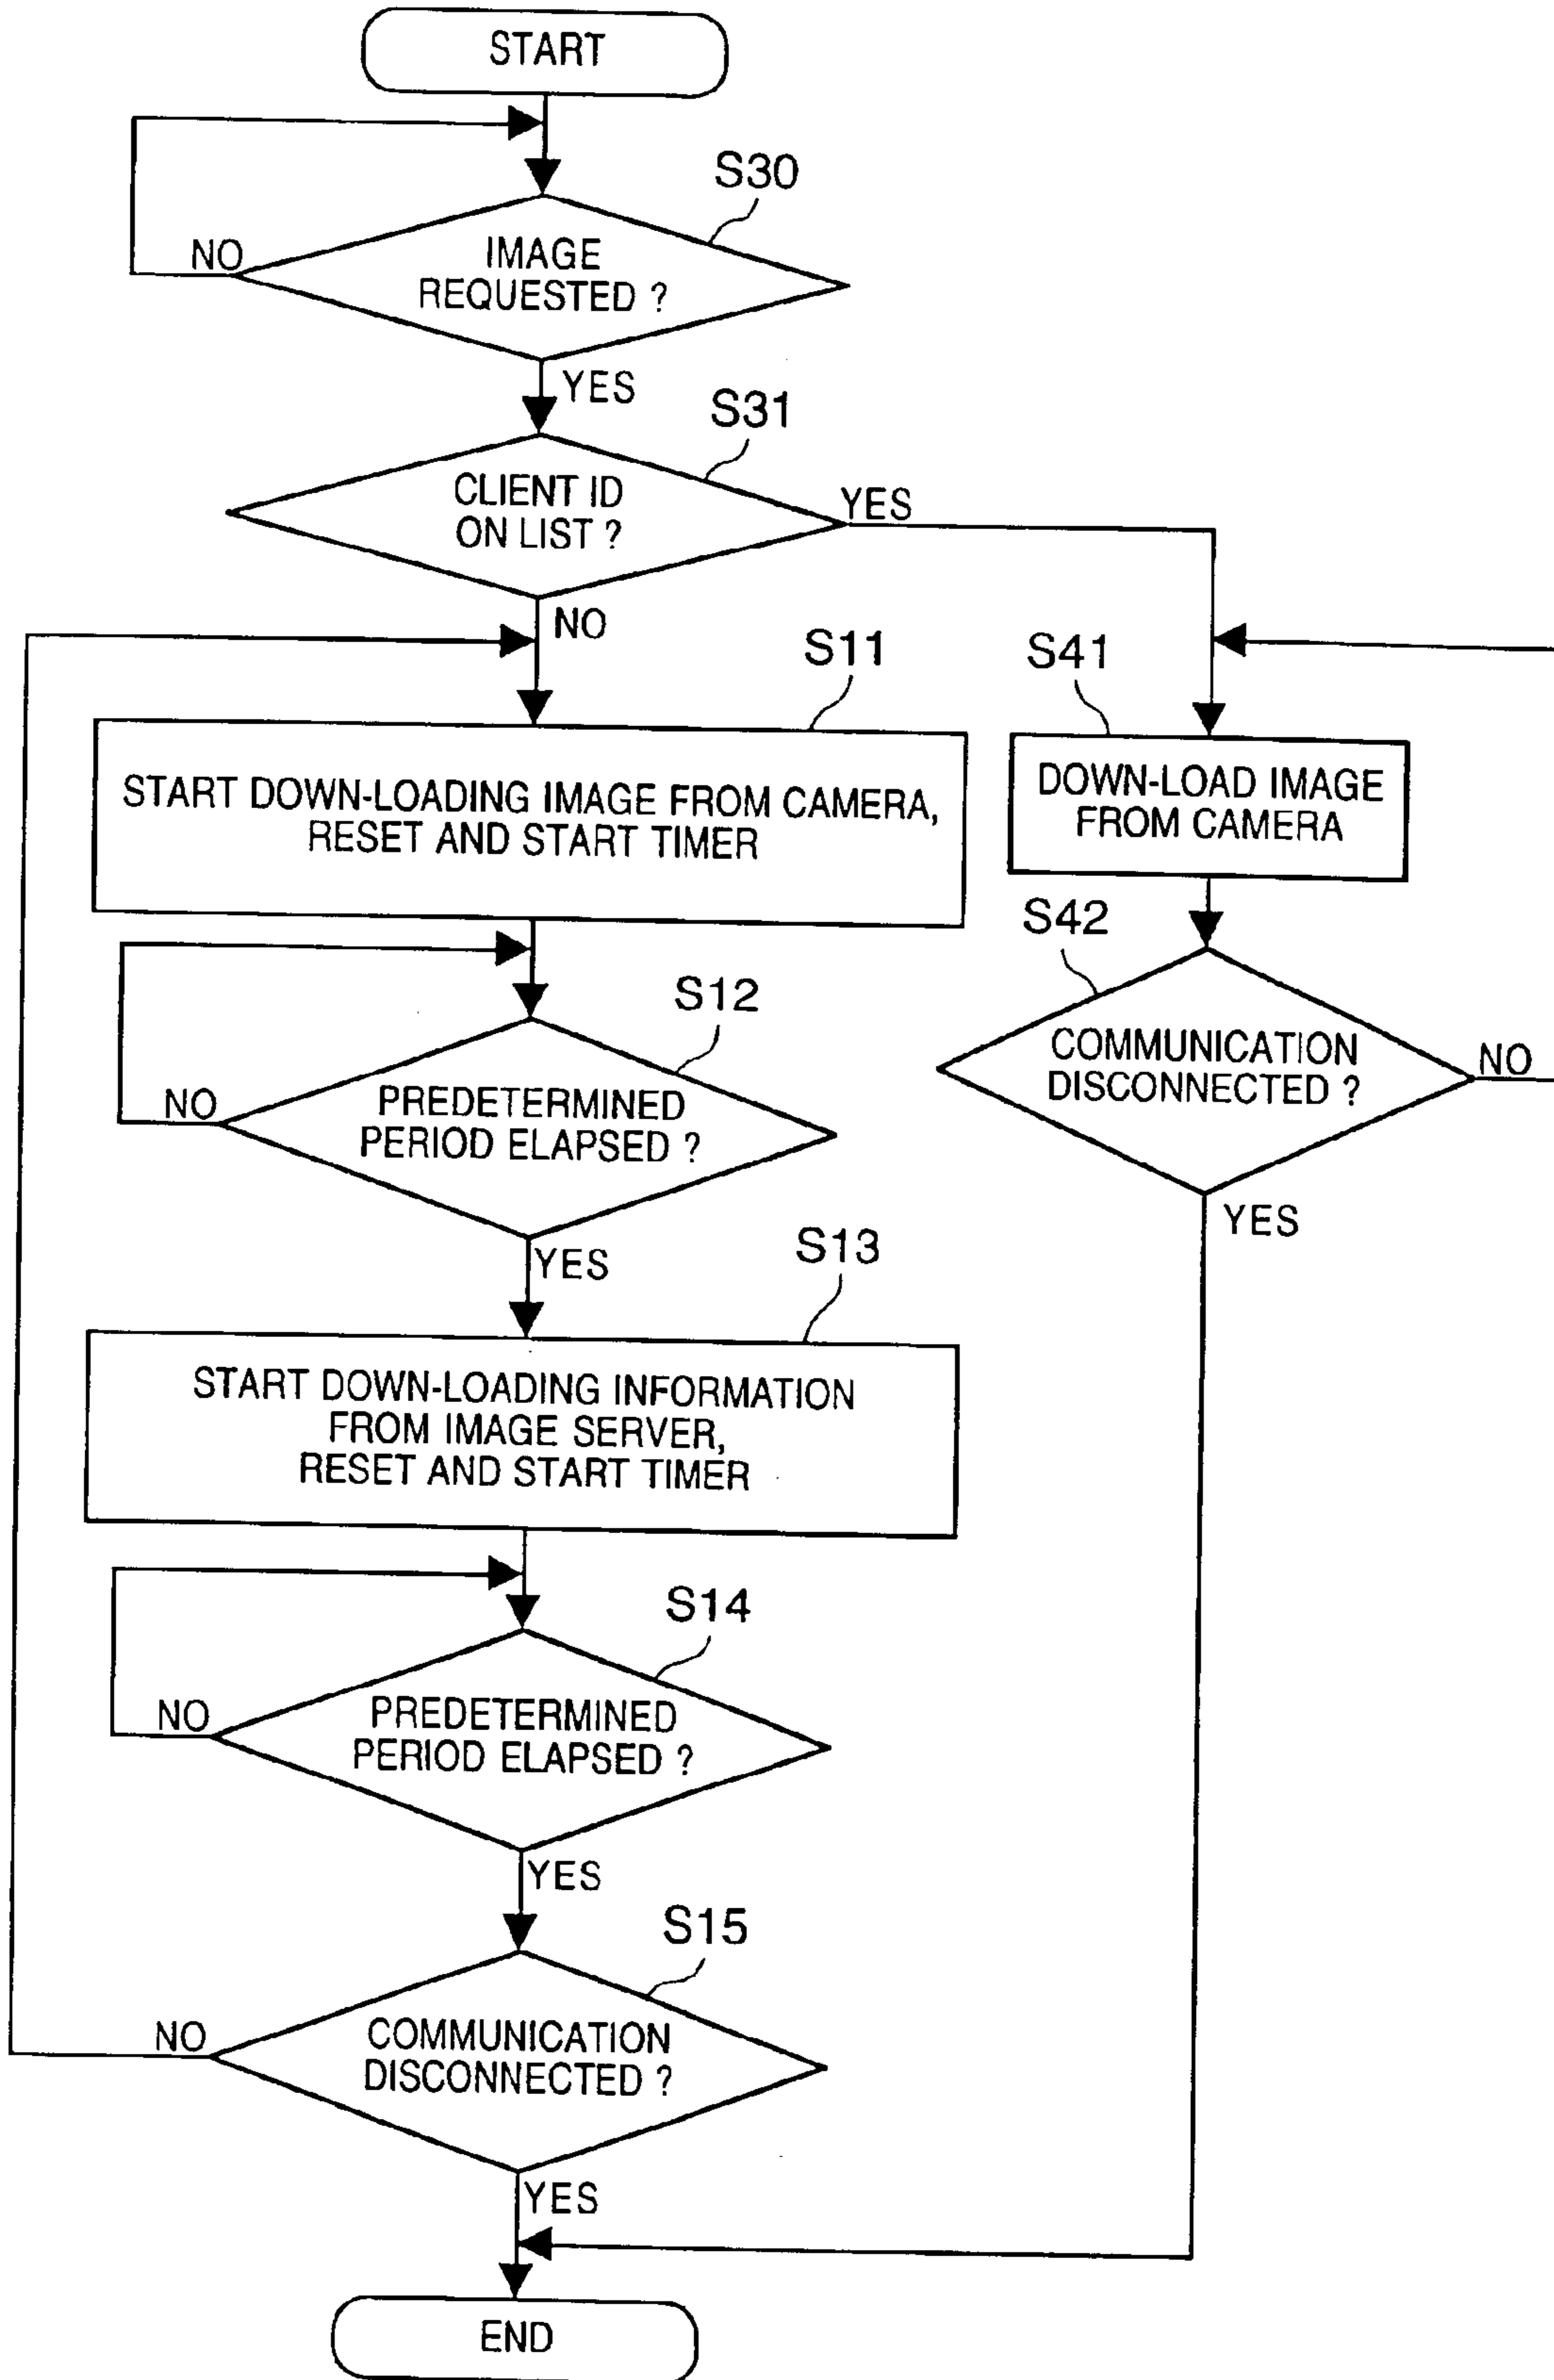 START
S30
IMAGE
REQUESTED ?
NO
YES
S31
CLIENT ID
ON LIST ?
YES
NO
S11
START DOWN-LOADING IMAGE FROM CAMERA,
RESET AND START TIMER
S41
DOWN-LOAD IMAGE
FROM CAMERA
S12
PREDETERMINED
PERIOD ELAPSED ?
NO
YES
S42
COMMUNICATION
DISCONNECTED ?
NO
YES
S13
START DOWN-LOADING INFORMATION
FROM IMAGE SERVER,
RESET AND START TIMER
S14
PREDETERMINED
PERIOD ELAPSED ?
NO
YES
S15
COMMUNICATION
DISCONNECTED ?
NO
YES
END